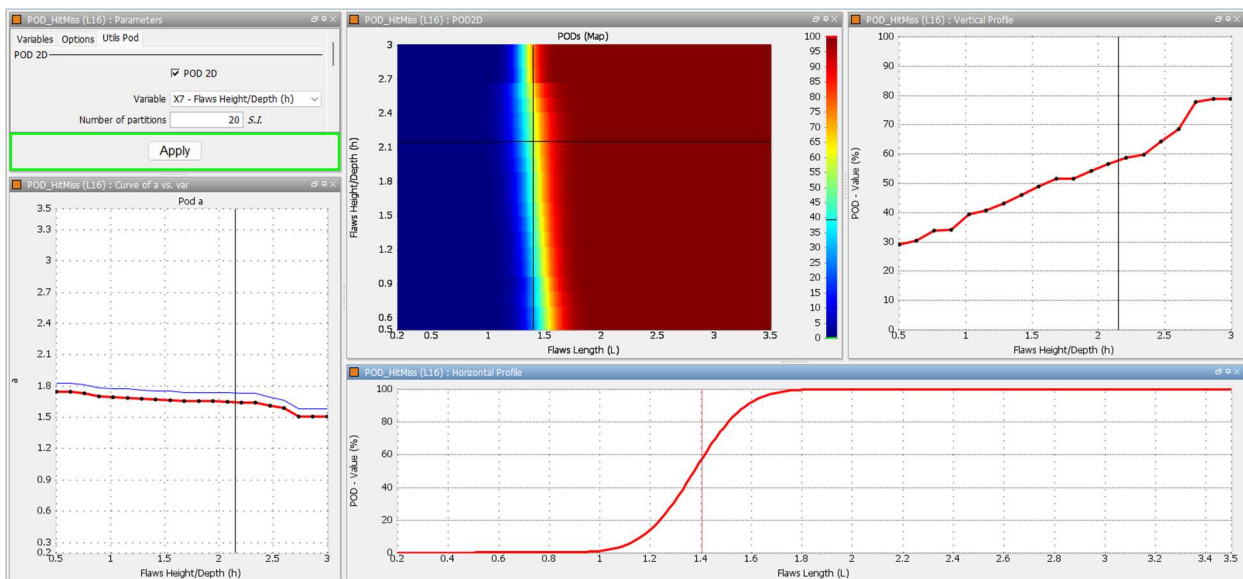 POD_HitMiss (L16) : Parameters
Variables Options Utils Pod
POD 2D
POD 2D
Variable X7 - Flaws Height/Depth (h)
Number of partitions 20 S.I.
Apply
POD_HitMiss (L16) : Curve of a vs. var
Pod a
3.5
3.3
3
2.7
2.4
2.1
1.8
1.5
1.2
0.9
0.6
0.3
0.2
a
0.5 1 1.5 2 2.5 3
Flaws Height/Depth (h)
POD_HitMiss (L16) : POD2D
PODs (Map)
3
2.7
2.4
2.1
1.8
1.5
1.2
0.9
0.6
0.5
Flaws Height/Depth (h)
0.2 0.5 1 1.5 2 2.5 3 3.5
Flaws Length (L)
100
95
90
85
80
75
70
65
60
55
50
45
40
35
30
25
20
15
10
5
0
POD_HitMiss (L16) : Vertical Profile
100
90
80
70
60
50
40
30
20
10
0
POD - Value (%)
0.5 1 1.5 2 2.5 3
Flaws Height/Depth (h)
POD_HitMiss (L16) : Horizontal Profile
100
80
60
40
20
0
POD - Value (%)
0.2 0.4 0.6 0.8 1 1.2 1.4 1.6 1.8 2 2.2 2.4 2.6 2.8 3 3.2 3.5
Flaws Length (L)